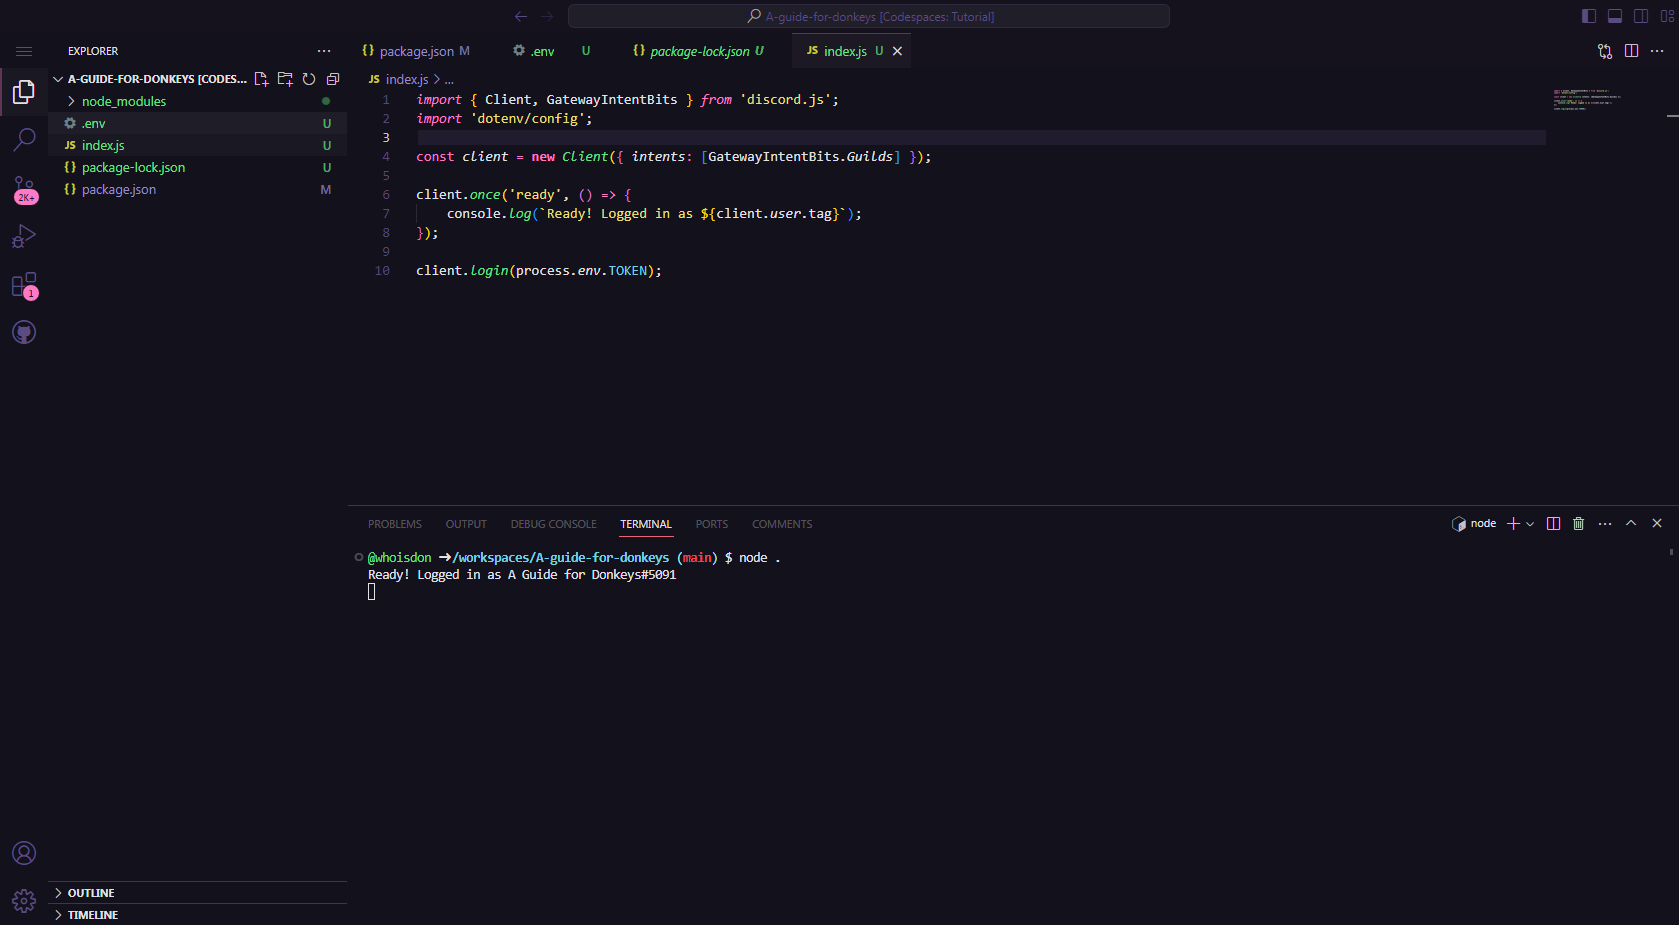 A-guide-for-donkeys [Codespaces: Tutorial]
EXPLORER
A-GUIDE-FOR-DONKEYS [CODES...
node_modules
.env U
JS index.js U
{} package-lock.json U
{} package.json M
2K+
1
OUTLINE
TIMELINE
{} package.json M
.env U
{} package-lock.json U
JS index.js U
JS index.js > ...
1 import { Client, GatewayIntentBits } from 'discord.js';
2 import 'dotenv/config';
3
4 const client = new Client({ intents: [GatewayIntentBits.Guilds] });
5
6 client.once('ready', () => {
7 console.log(`Ready! Logged in as ${client.user.tag}`);
8 });
9
10 client.login(process.env.TOKEN);
PROBLEMS OUTPUT DEBUG CONSOLE TERMINAL PORTS COMMENTS
node
@whoisdon ➜/workspaces/A-guide-for-donkeys (main) $ node .
Ready! Logged in as A Guide for Donkeys#5091